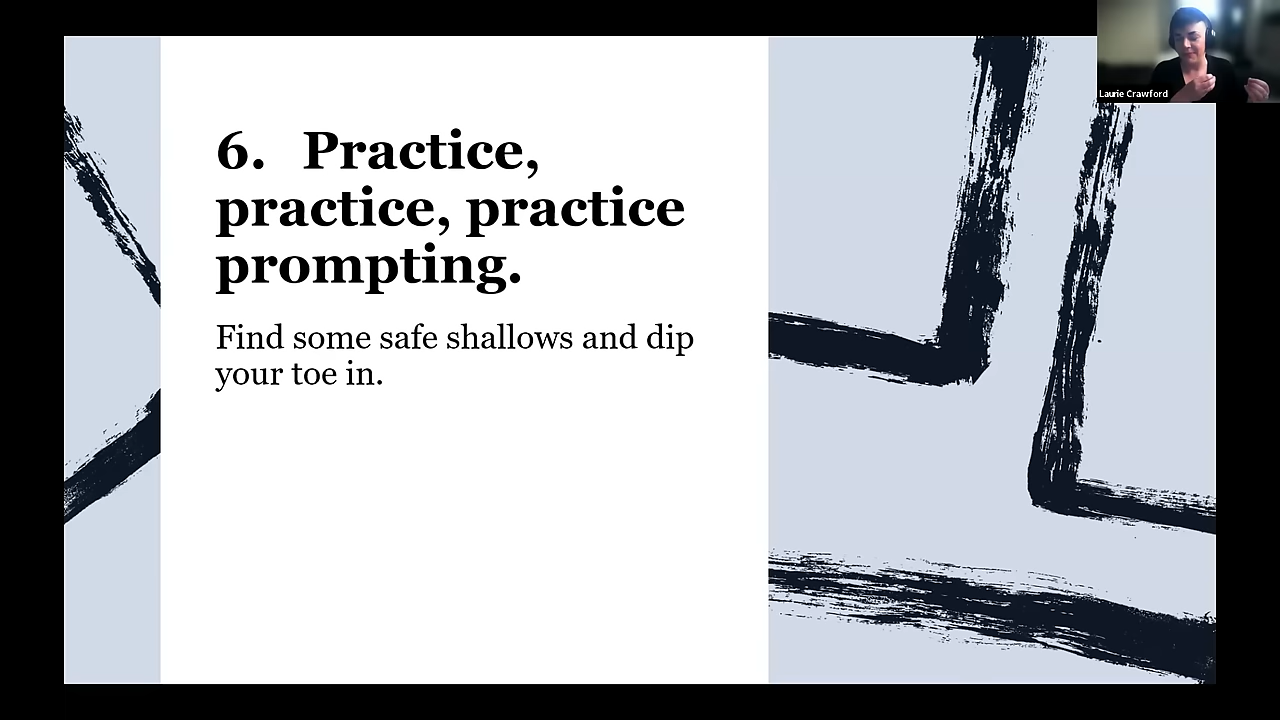 Laurie Crawford
6. Practice,
practice, practice
prompting.
Find some safe shallows and dip
your toe in.